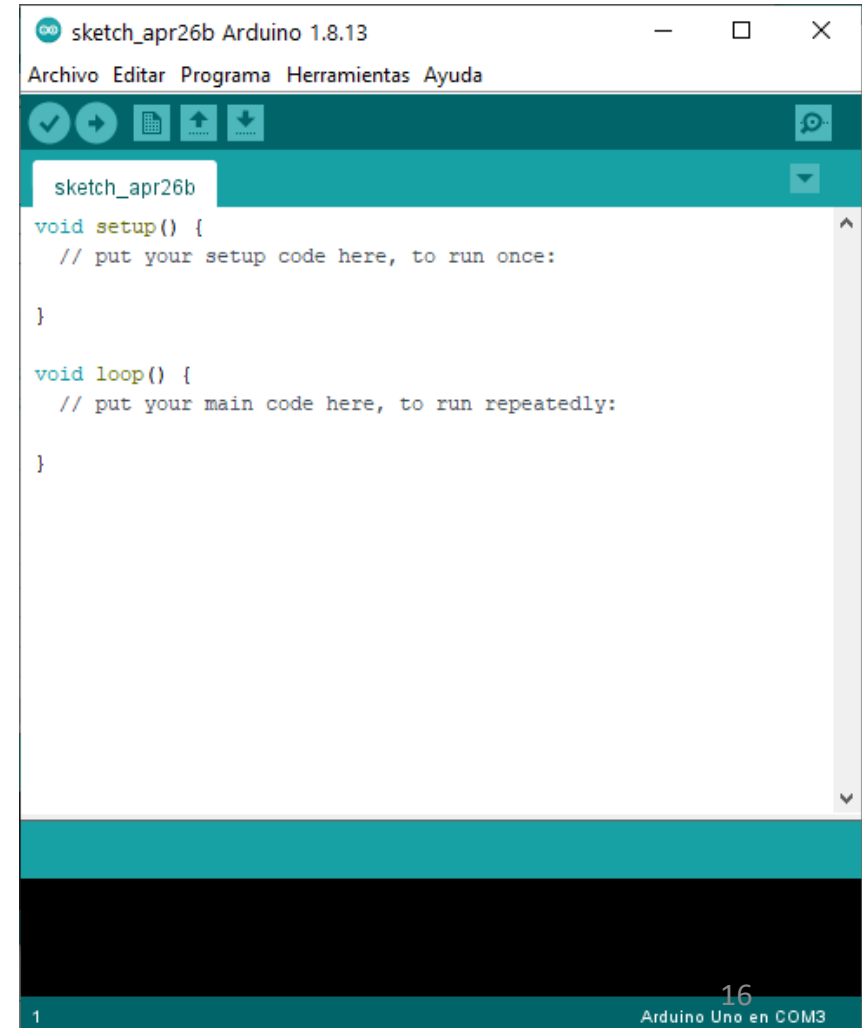 sketch_apr26b Arduino 1.8.13
Archivo Editar Programa Herramientas Ayuda
sketch_apr26b
void setup() {
  // put your setup code here, to run once:
}
void loop() {
  // put your main code here, to run repeatedly:
}
16
1 Arduino Uno en COM3